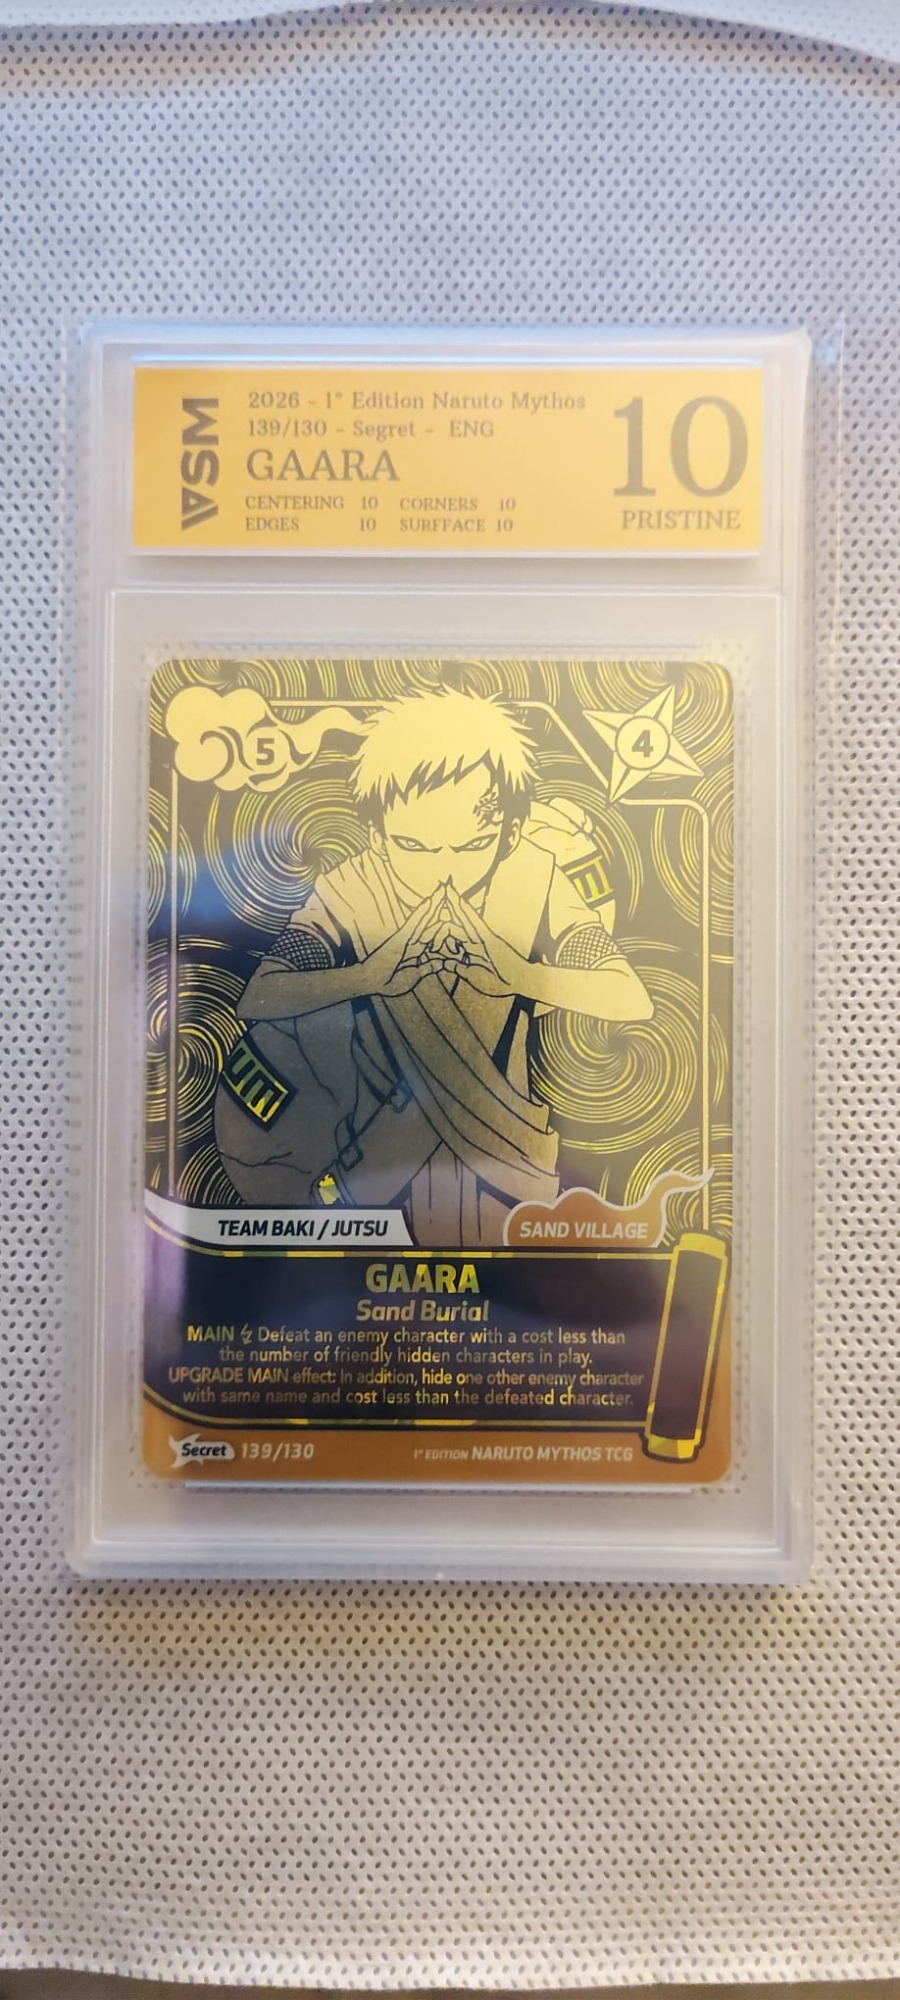 WSA
2026 - 1° Edition Naruto Mythos
139/130 - Segret - ENG
GAARA
CENTERING 10 CORNERS 10
EDGES 10 SURFFACE 10
10
PRISTINE
5
4
TEAM BAKI / JUTSU
SAND VILLAGE
GAARA
Sand Burial
MAIN Defeat an enemy character with a cost less than
the number of friendly hidden characters in play.
UPGRADE MAIN effect: In addition, hide one other enemy character
with same name and cost less than the defeated character.
Secret 139/130
1st EDITION NARUTO MYTHOS TCG